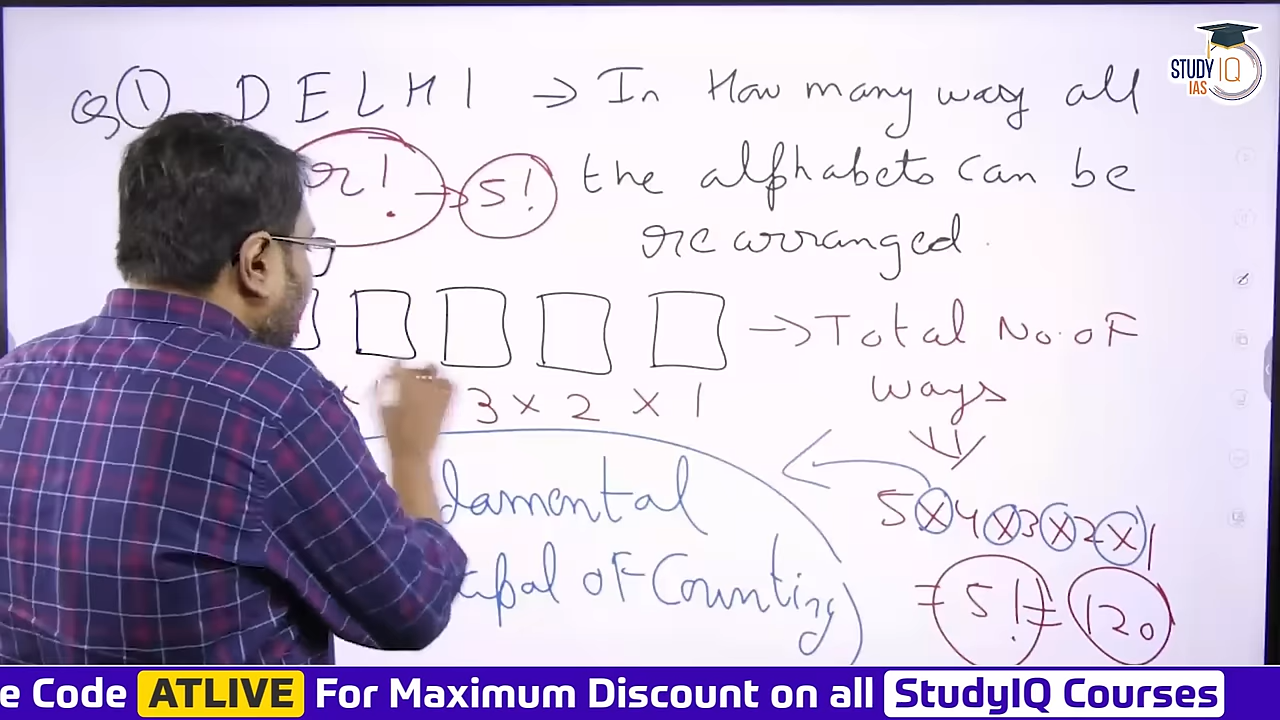 Q ① DELHI → In How many way all
r! → 5! the alphabets can be
rearranged.
→ Total No. of
ways
3 × 2 × 1
5 × 4 × 3 × 2 × 1
= 5! = 120
damental
of Counting)
STUDY IQ
IAS
e Code ATLIVE For Maximum Discount on all StudyIQ Courses